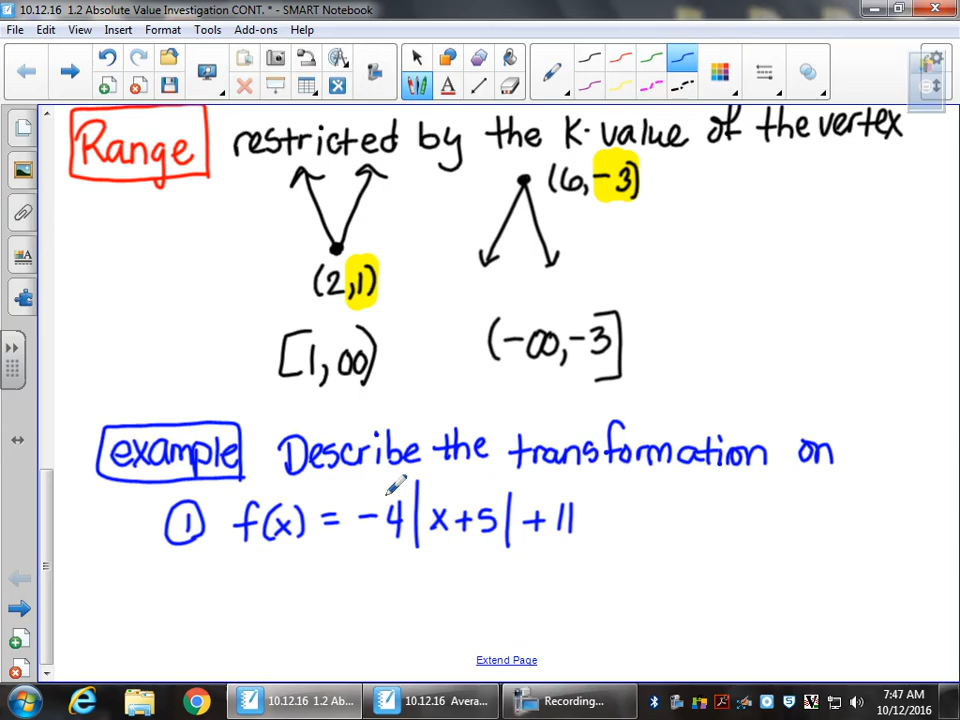 10.12.16 1.2 Absolute Value Investigation CONT. * - SMART Notebook
File Edit View Insert Format Tools Add-ons Help
Range restricted by the K-value of the vertex
(6,-3)
(2,1)
[1,∞) (-∞,-3]
example Describe the transformation on
① f(x) = -4|x+5|+11
Extend Page
10.12.16 1.2 Ab... 10.12.16 Avera... Recording... 7:47 AM
10/12/2016